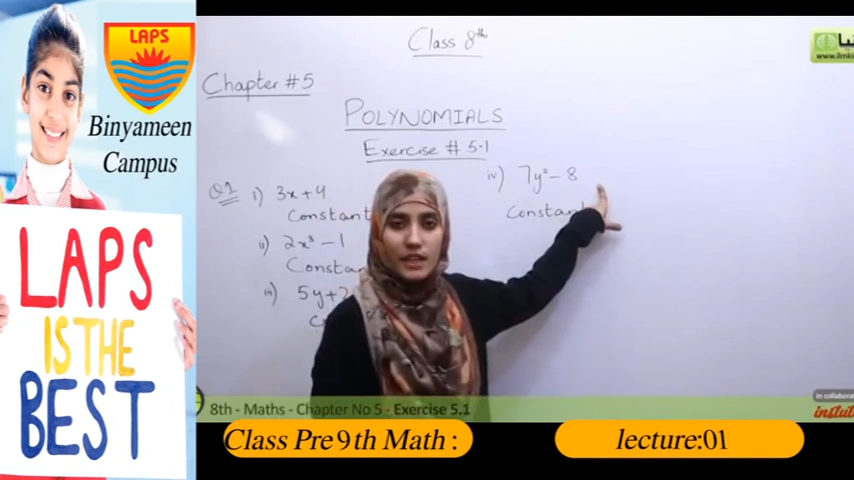 LAPS
Binyameen
Campus
LAPS
IS THE
BEST
Class 8th
Chapter #5
POLYNOMIALS
Exercise # 5.1
Q1 i) 3x+4
Constant
ii) 2x³ - 1
iii) 5y+2
iv) 7y² - 8
8th - Maths - Chapter No 5 - Exercise 5.1
Class Pre 9th Math :
lecture:01